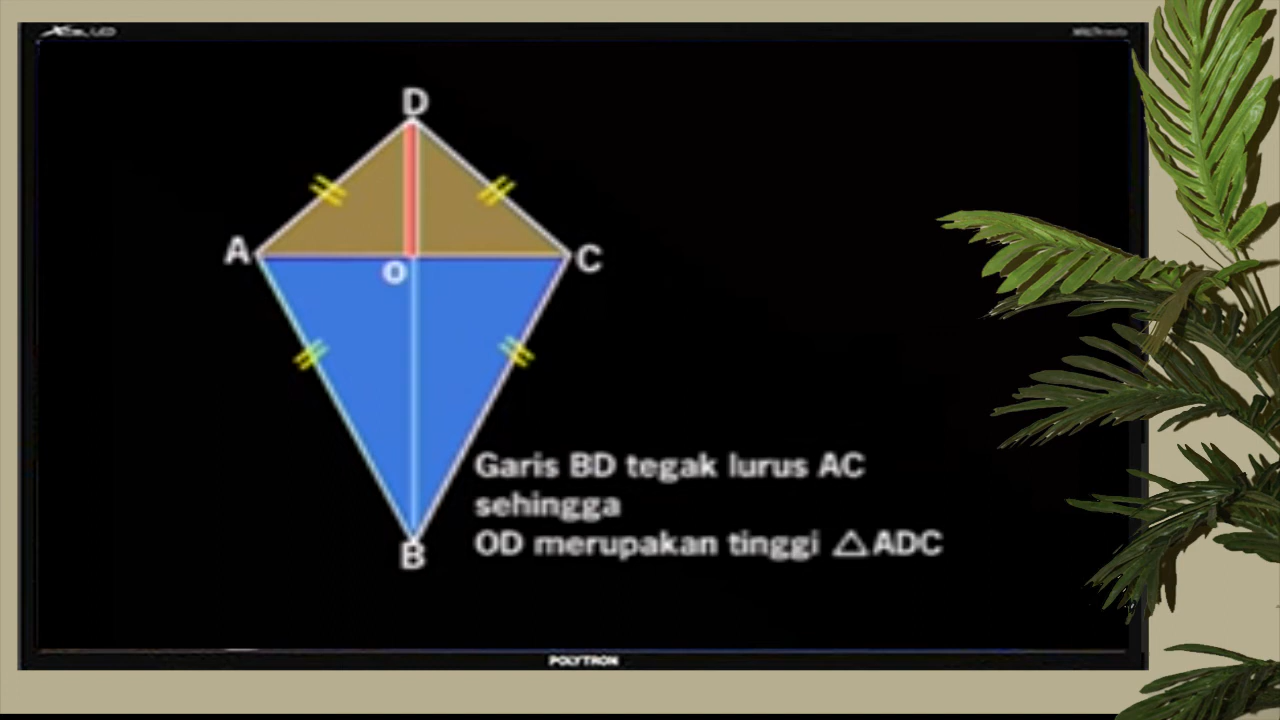 D
A
C
O
B
Garis BD tegak lurus AC
sehingga
OD merupakan tinggi △ADC
POLYTRON